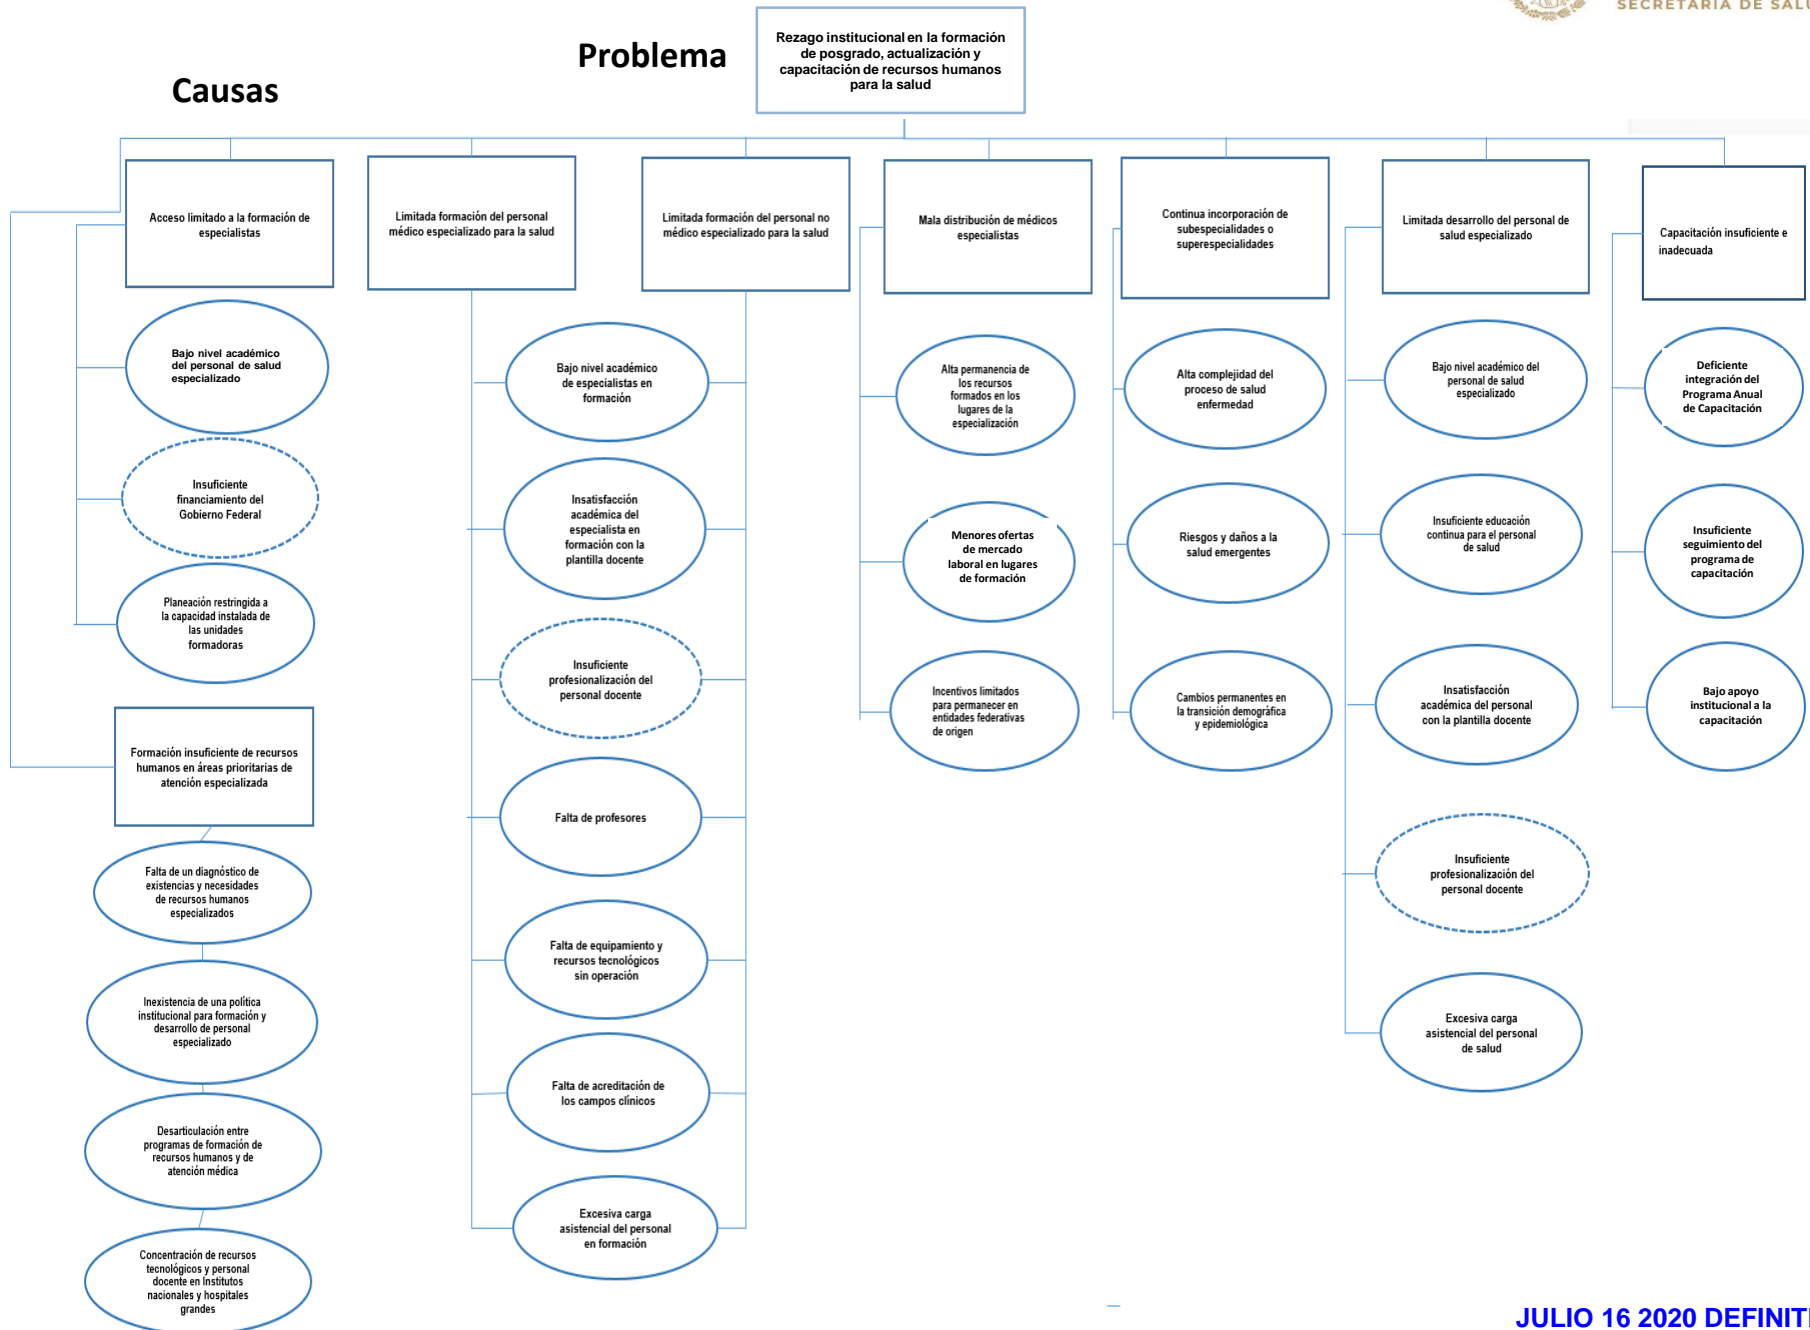 SECRETARÍA DE SALU
Problema
Rezago institucional en la formación
de posgrado, actualización y
capacitación de recursos humanos
para la salud
Causas
Acceso limitado a la formación de
especialistas
Limitada formación del personal
médico especializado para la salud
Limitada formación del personal no
médico especializado para la salud
Mala distribución de médicos
especialistas
Continua incorporación de
subespecialidades o
superespecialidades
Limitada desarrollo del personal de
salud especializado
Capacitación insuficiente e
inadecuada
Bajo nivel académico
del personal de salud
especializado
Insuficiente
financiamiento del
Gobierno Federal
Planeación restringida a
la capacidad instalada de
las unidades
formadoras
Formación insuficiente de recursos
humanos en áreas prioritarias de
atención especializada
Falta de un diagnóstico de
existencias y necesidades
de recursos humanos
especializados
Inexistencia de una política
institucional para formación y
desarrollo de personal
especializado
Desarticulación entre
programas de formación de
recursos humanos y de
atención médica
Concentración de recursos
tecnológicos y personal
docente en Institutos
nacionales y hospitales
grandes
Bajo nivel académico
de especialistas en
formación
Insatisfacción
académica del
especialista en
formación con la
plantilla docente
Insuficiente
profesionalización del
personal docente
Falta de profesores
Falta de equipamiento y
recursos tecnológicos
sin operación
Falta de acreditación de
los campos clínicos
Excesiva carga
asistencial del personal
en formación
Alta permanencia de
los recursos
formados en los
lugares de la
especialización
Menores ofertas
de mercado
laboral en lugares
de formación
Incentivos limitados
para permanecer en
entidades federativas
de origen
Alta complejidad del
proceso de salud
enfermedad
Riesgos y daños a la
salud emergentes
Cambios permanentes en
la transición demográfica
y epidemiológica
Bajo nivel académico del
personal de salud
especializado
Insuficiente educación
continua para el personal
de salud
Insatisfacción
académica del personal
con la plantilla docente
Insuficiente
profesionalización del
personal docente
Excesiva carga
asistencial del personal
de salud
Deficiente
integración del
Programa Anual
de Capacitación
Insuficiente
seguimiento del
programa de
capacitación
Bajo apoyo
institucional a la
capacitación
JULIO 16 2020 DEFINITI